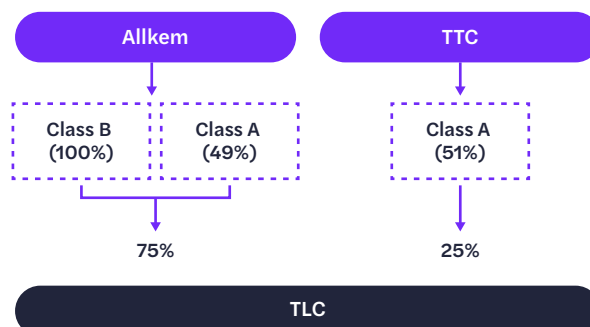 Allkem
TTC
Class B
(100%)
Class A
(49%)
Class A
(51%)
75%
25%
TLC